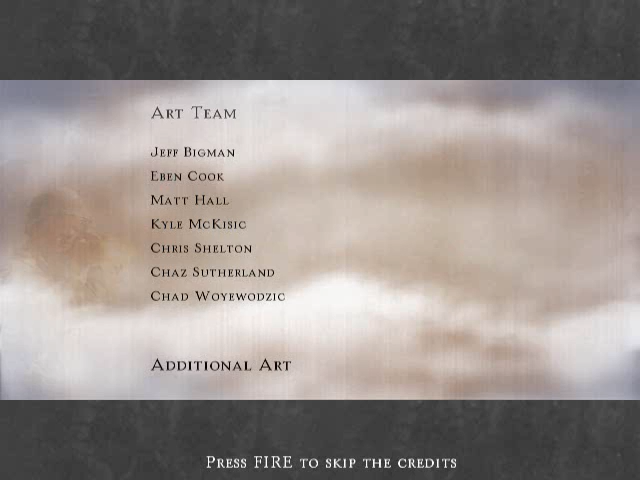 Art Team
Jeff Bigman
Eben Cook
Matt Hall
Kyle McKisic
Chris Shelton
Chaz Sutherland
Chad Woyewodzic
Additional Art
Press FIRE to skip the credits